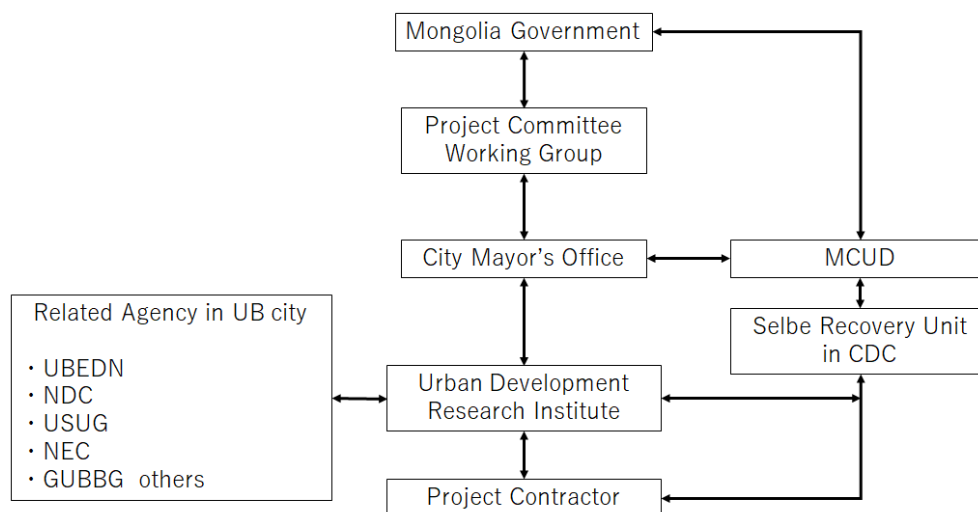 Mongolia Government
Project Committee
Working Group
City Mayor's Office
MCUD
Related Agency in UB city
・UBEDN
・NDC
・USUG
・NEC
・GUBBG others
Selbe Recovery Unit
in CDC
Urban Development
Research Institute
Project Contractor